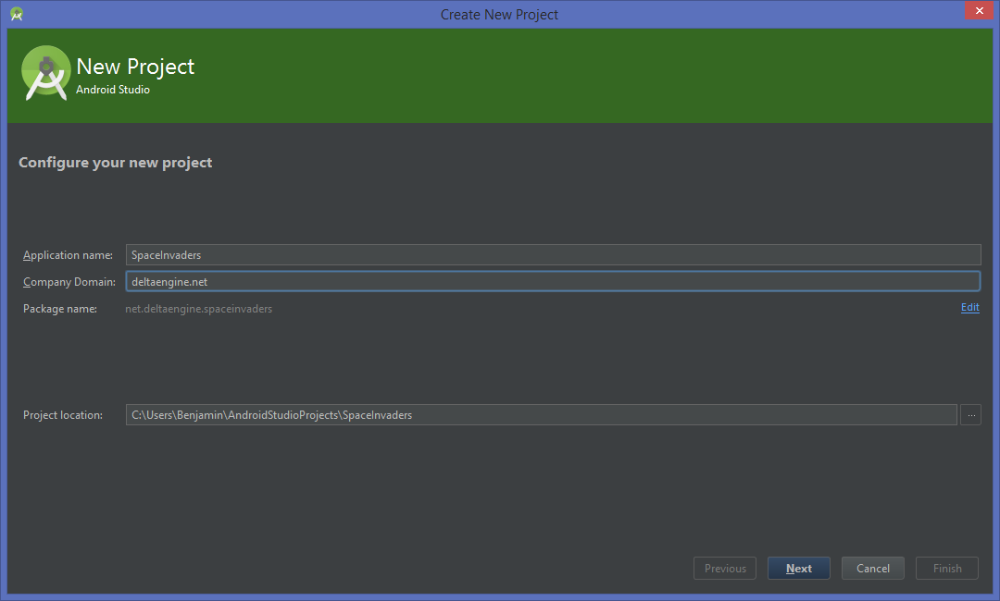 Create New Project
New Project
Android Studio
Configure your new project
Application name: SpaceInvaders
Company Domain: deltaengine.net
Package name: net.deltaengine.spaceinvaders Edit
Project location: C:\Users\Benjamin\AndroidStudioProjects\SpaceInvaders ...
Previous Next Cancel Finish